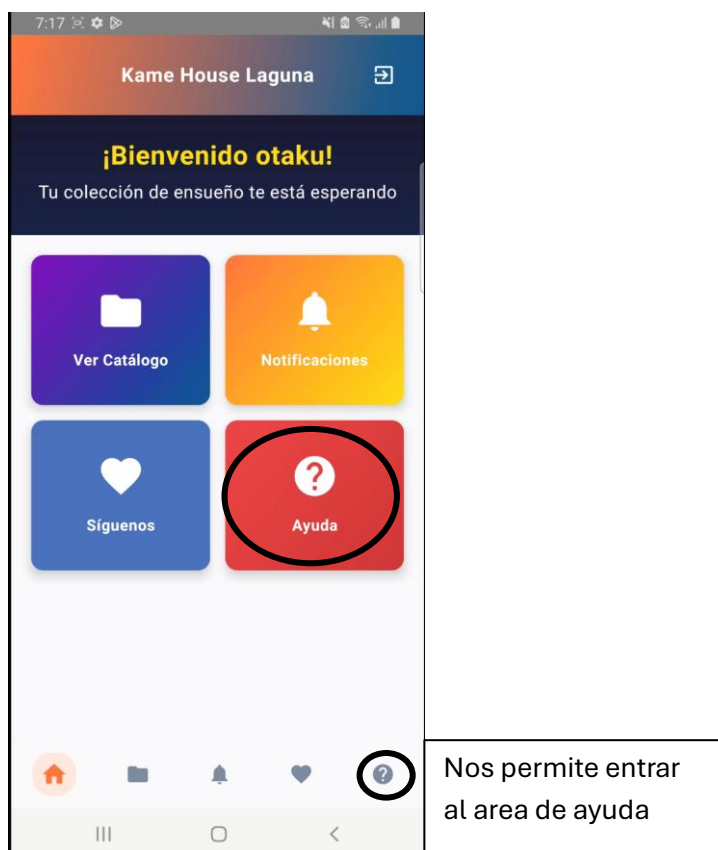 7:17
Kame House Laguna
¡Bienvenido otaku!
Tu colección de ensueño te está esperando
Ver Catálogo
Notificaciones
Síguenos
Ayuda
Nos permite entrar
al area de ayuda